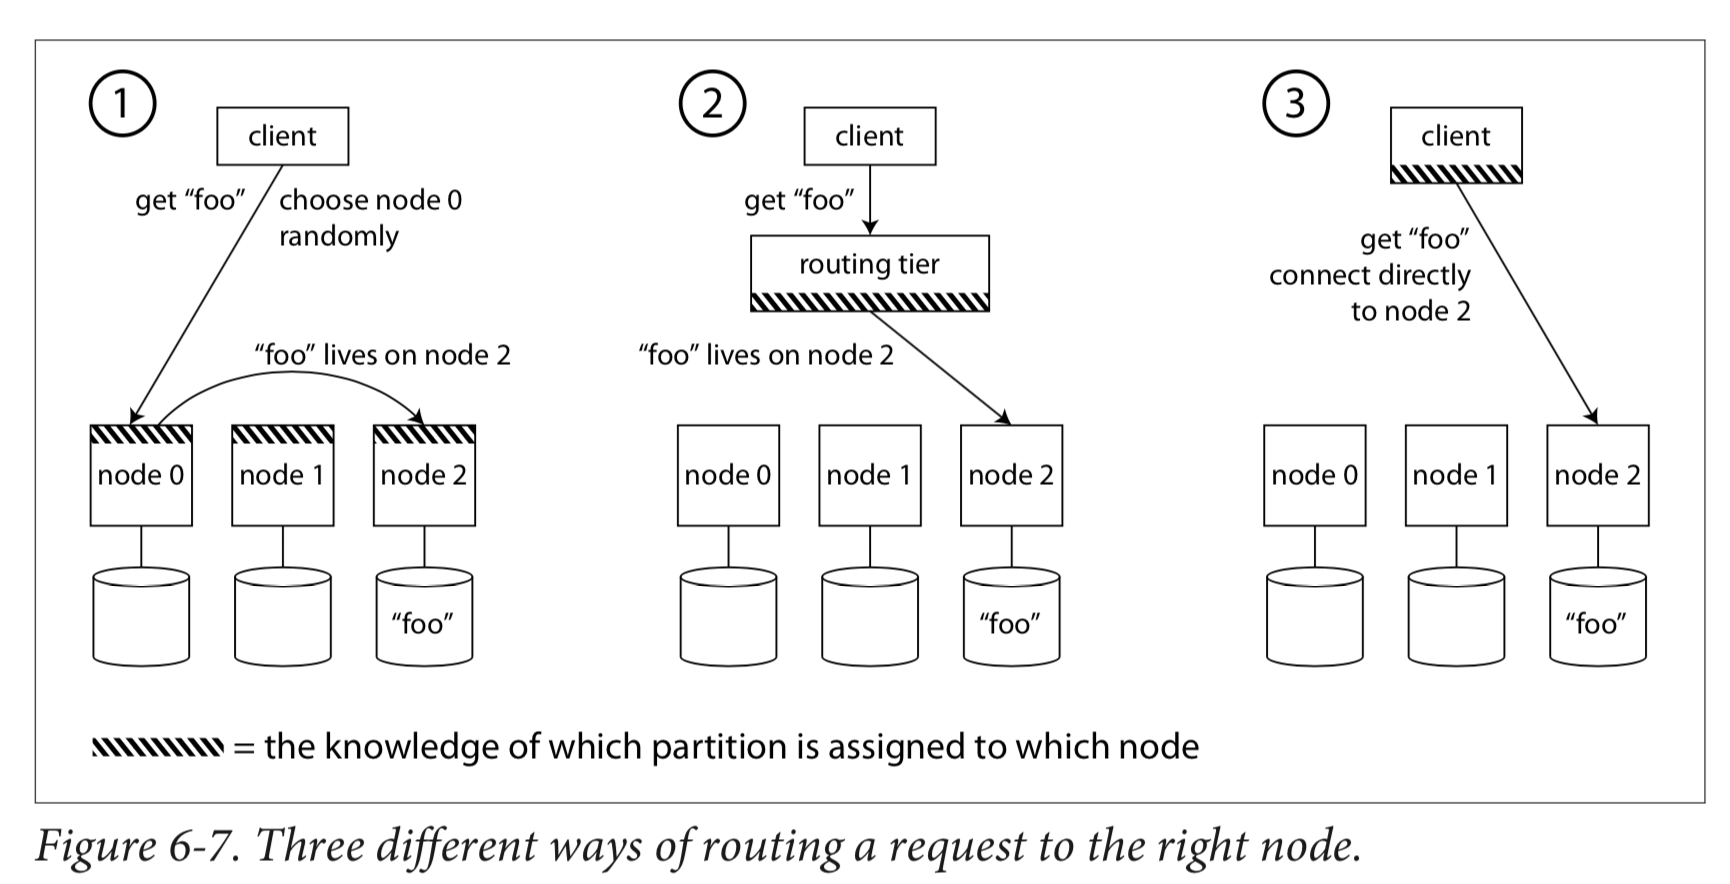 1
client
get “foo”
choose node 0
randomly
“foo” lives on node 2
node 0
node 1
node 2
“foo”
2
client
get “foo”
routing tier
“foo” lives on node 2
node 0
node 1
node 2
“foo”
3
client
get “foo”
connect directly
to node 2
node 0
node 1
node 2
“foo”
= the knowledge of which partition is assigned to which node
Figure 6-7. Three different ways of routing a request to the right node.